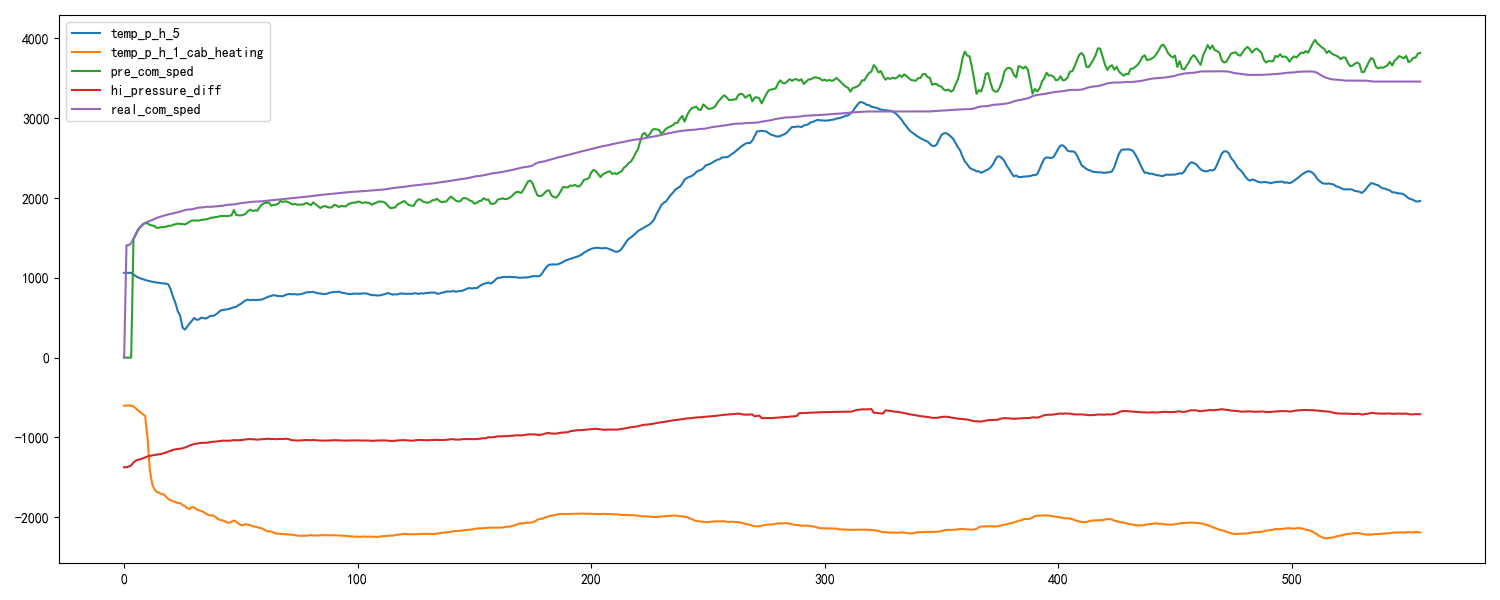 temp_p_h_5
temp_p_h_1_cab_heating
pre_com_sped
hi_pressure_diff
real_com_sped
4000
3000
2000
1000
0
−1000
−2000
0 100 200 300 400 500